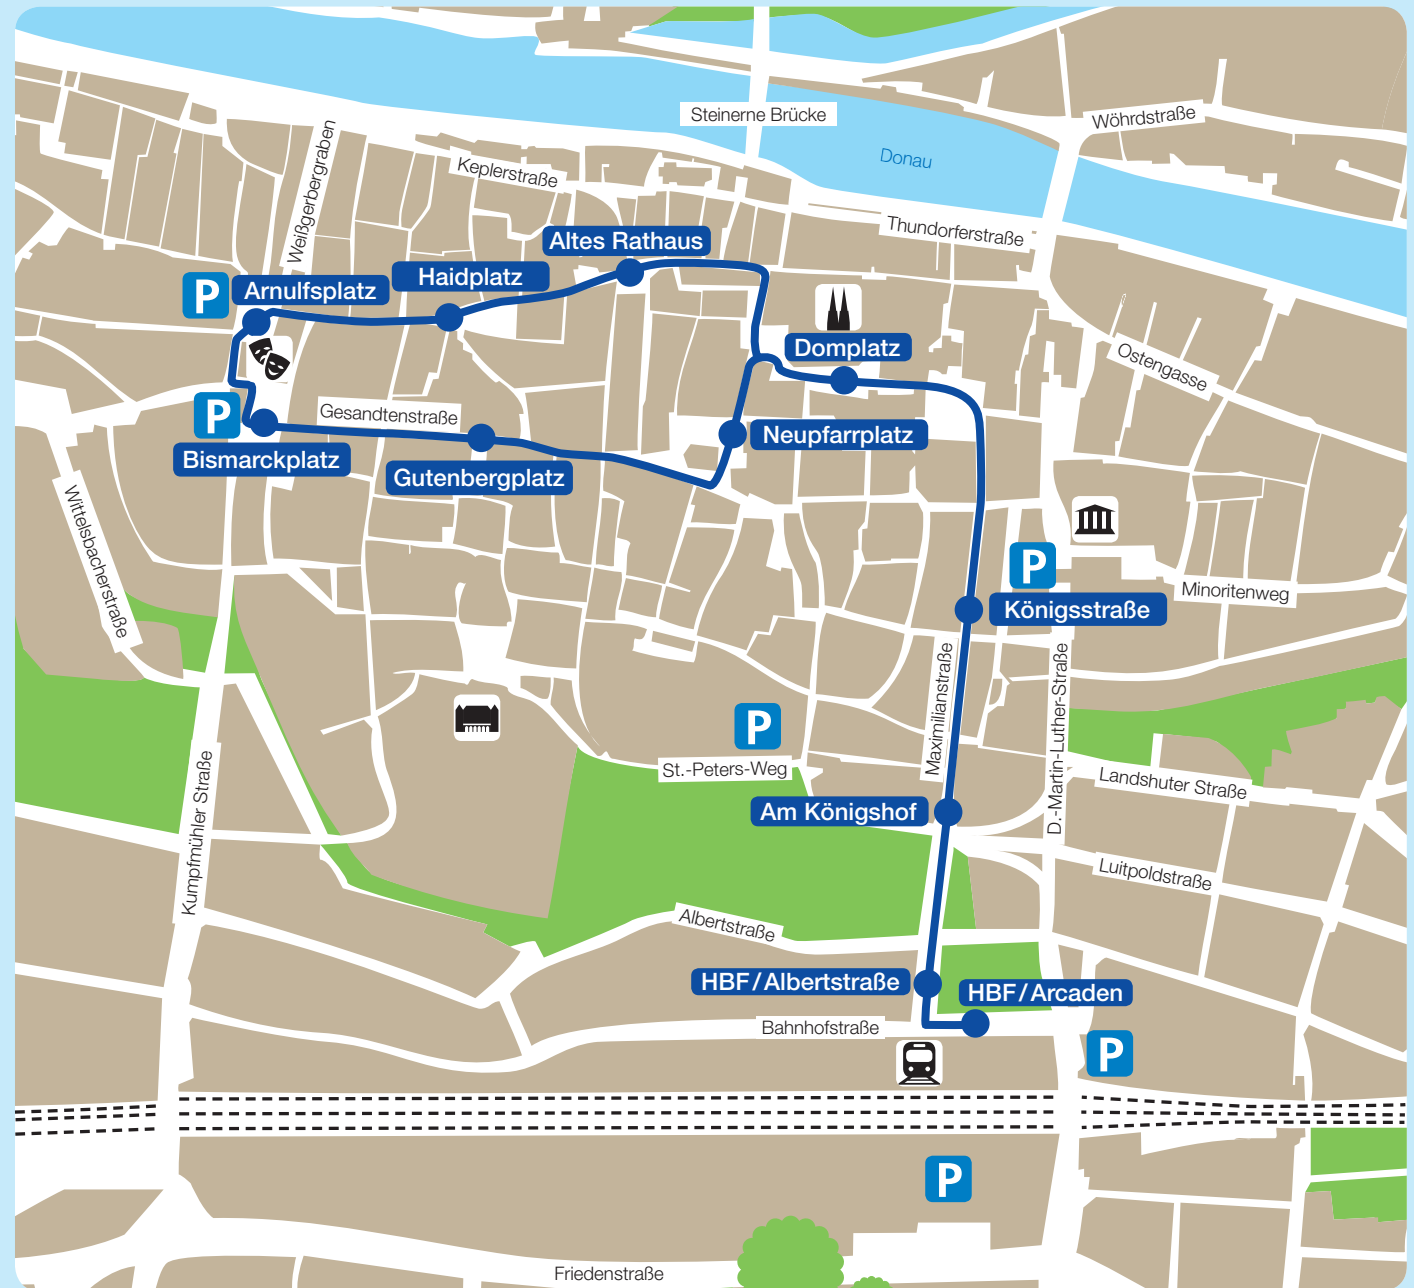 Steinerne Brücke
Wöhrdstraße
Donau
Keplerstraße
Weißgerbergraben
Thundorferstraße
Altes Rathaus
Haidplatz
P
Arnulfsplatz
Domplatz
Ostengasse
P
Gesandtenstraße
Neupfarrplatz
Bismarckplatz
Gutenbergplatz
Wittelsbacherstraße
P
Minoritenweg
Königsstraße
Maximilianstraße
D.-Martin-Luther-Straße
P
St.-Peters-Weg
Landshuter Straße
Am Königshof
Kumpfmühler Straße
Luitpoldstraße
Albertstraße
HBF/Albertstraße
HBF/Arcaden
Bahnhofstraße
P
P
Friedenstraße